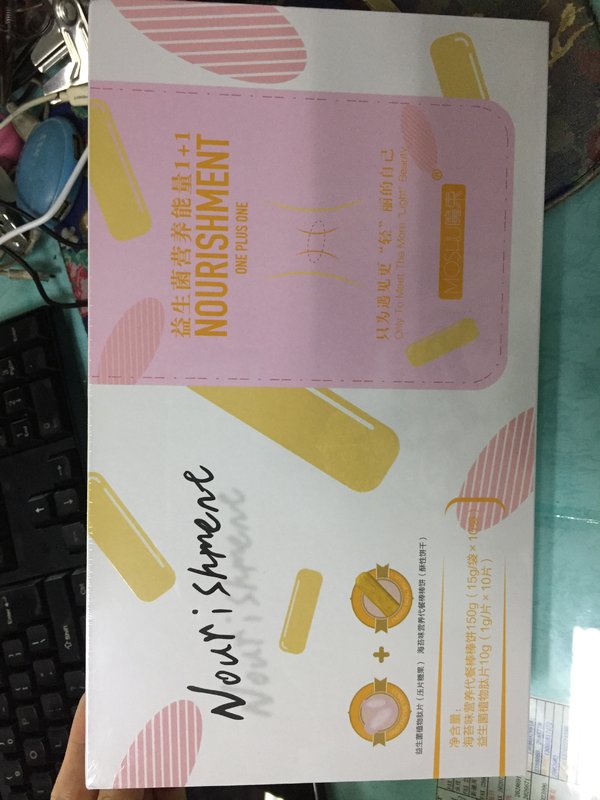 益生菌营养能量1+1
NOURISHMENT
ONE PLUS ONE
只为遇见更“轻”丽的自己
Only To Meet The More "Light" Beauty
魔束®
Nourishment
+
益生菌植物肽片（压片糖果） 海苔味营养代餐棒棒饼（酥性饼干）
净含量：
海苔味营养代餐棒棒饼150g（15g/袋×10袋）
益生菌植物肽片10g（1g/片×10片）